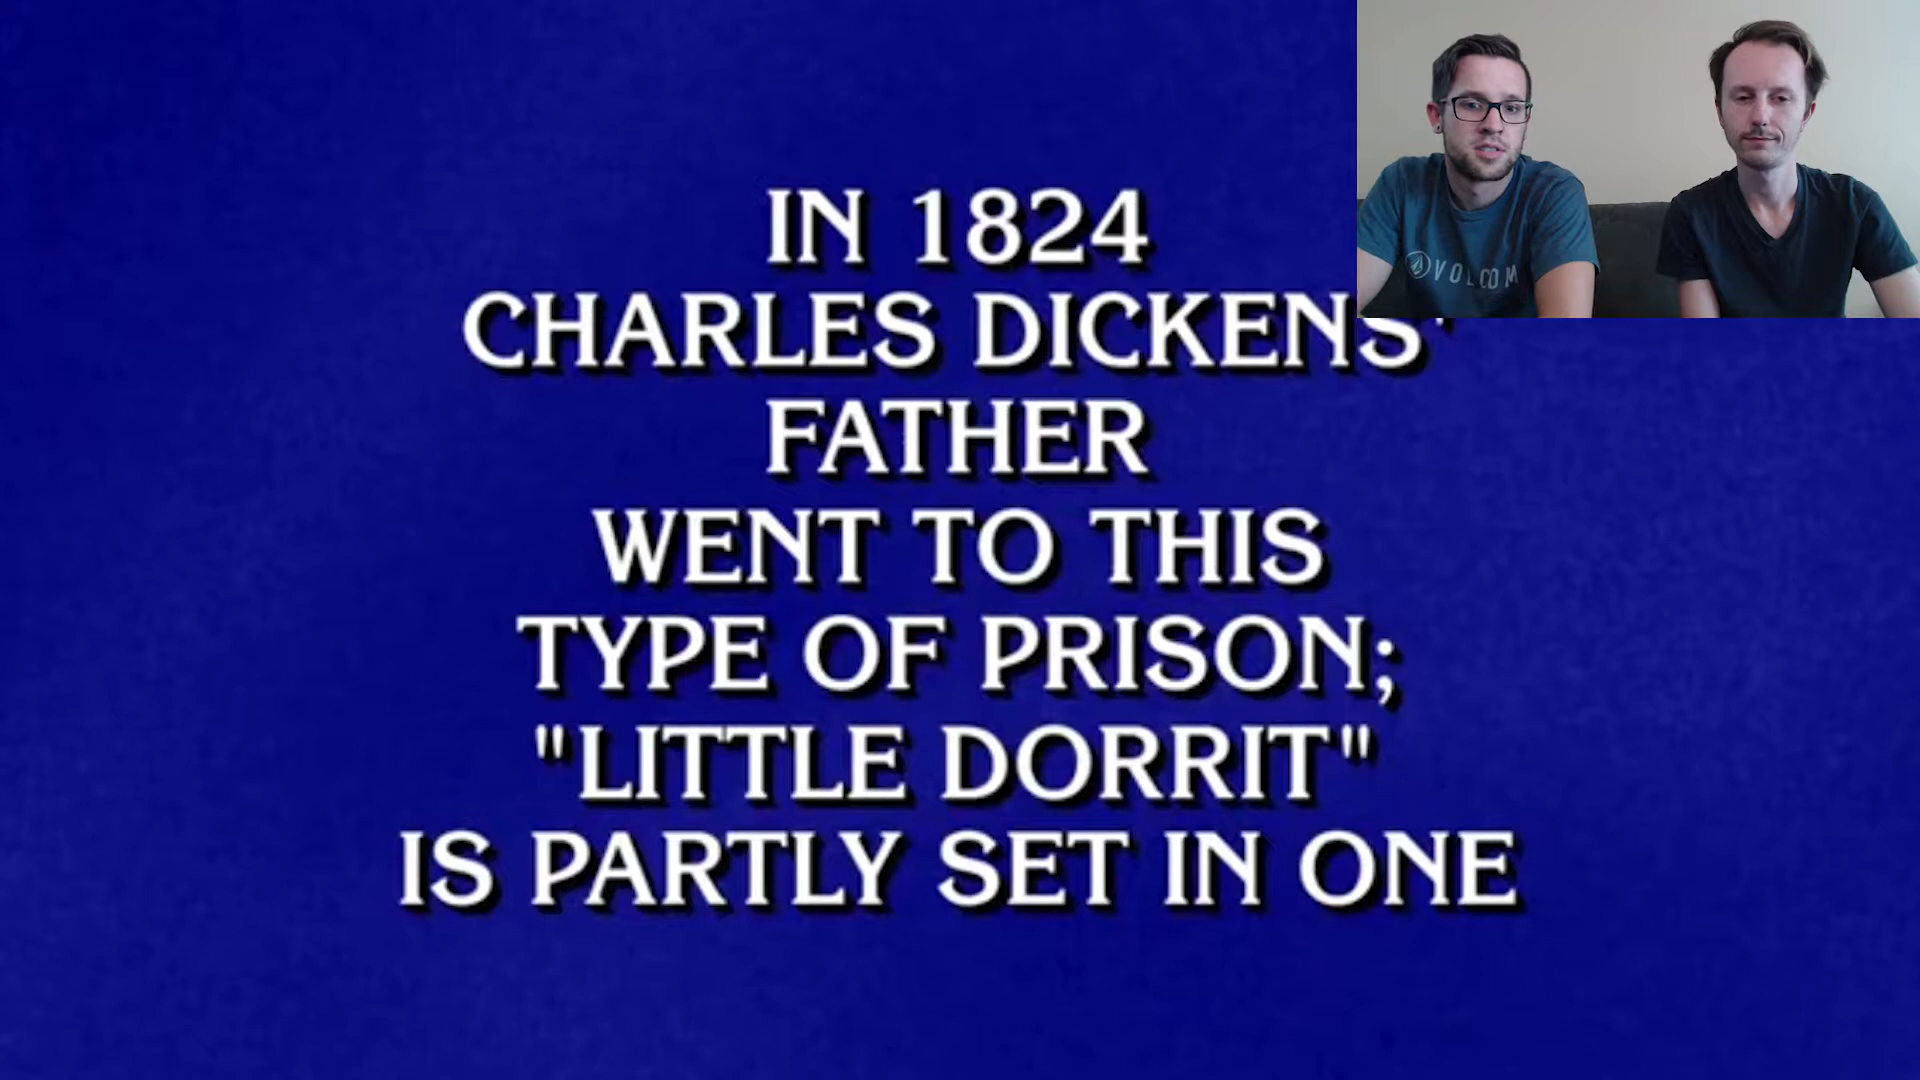 IN 1824
CHARLES DICKENS'
FATHER
WENT TO THIS
TYPE OF PRISON;
"LITTLE DORRIT"
IS PARTLY SET IN ONE
VOLCOM